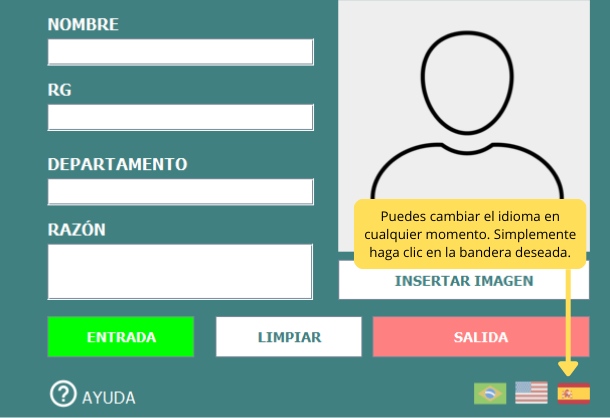 NOMBRE
RG
DEPARTAMENTO
RAZÓN
Puedes cambiar el idioma en
cualquier momento. Simplemente
haga clic en la bandera deseada.
INSERTAR IMAGEN
ENTRADA
LIMPIAR
SALIDA
AYUDA